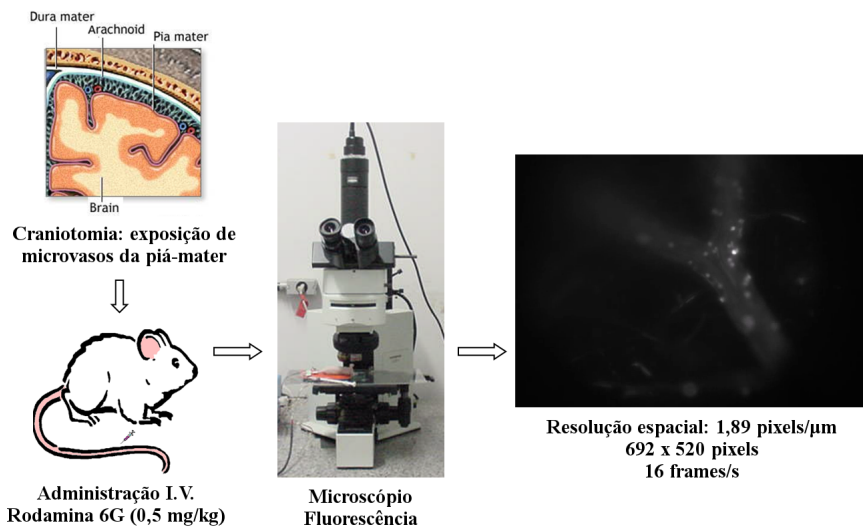 Dura mater
Arachnoid
Pia mater
Brain
Craniotomia: exposição de
microvasos da piá-mater
Administração I.V.
Rodamina 6G (0,5 mg/kg)
Microscópio
Fluorescência
Resolução espacial: 1,89 pixels/µm
692 x 520 pixels
16 frames/s